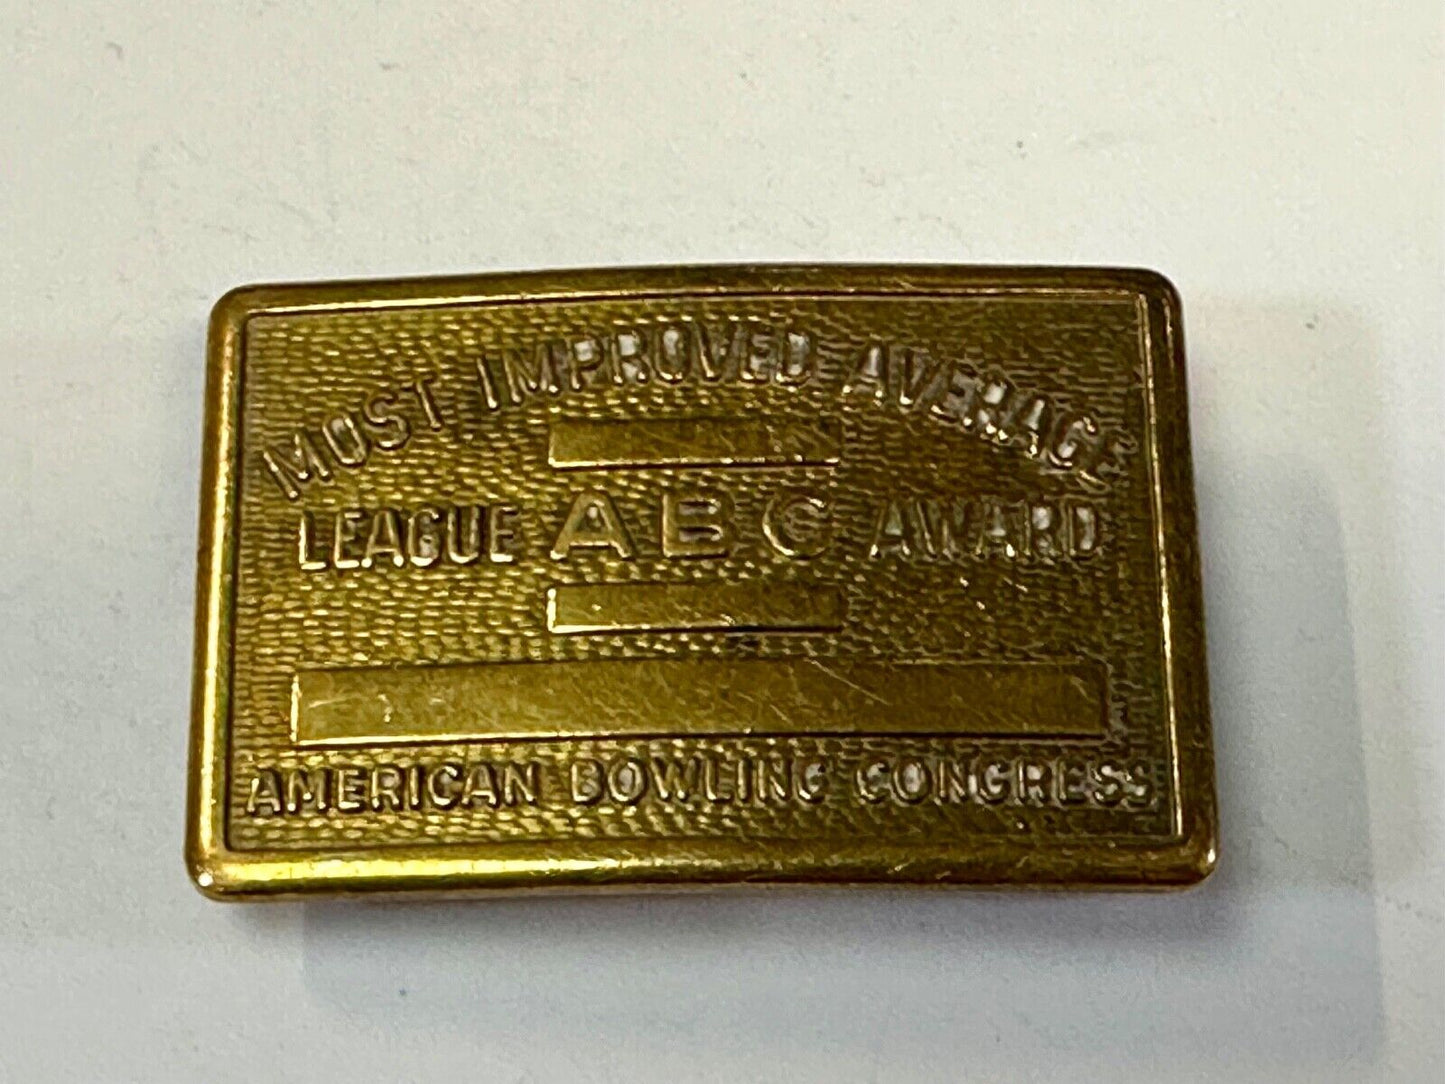 MOST IMPROVED AVERAGE
LEAGUE ABC AWARD
AMERICAN BOWLING CONGRESS